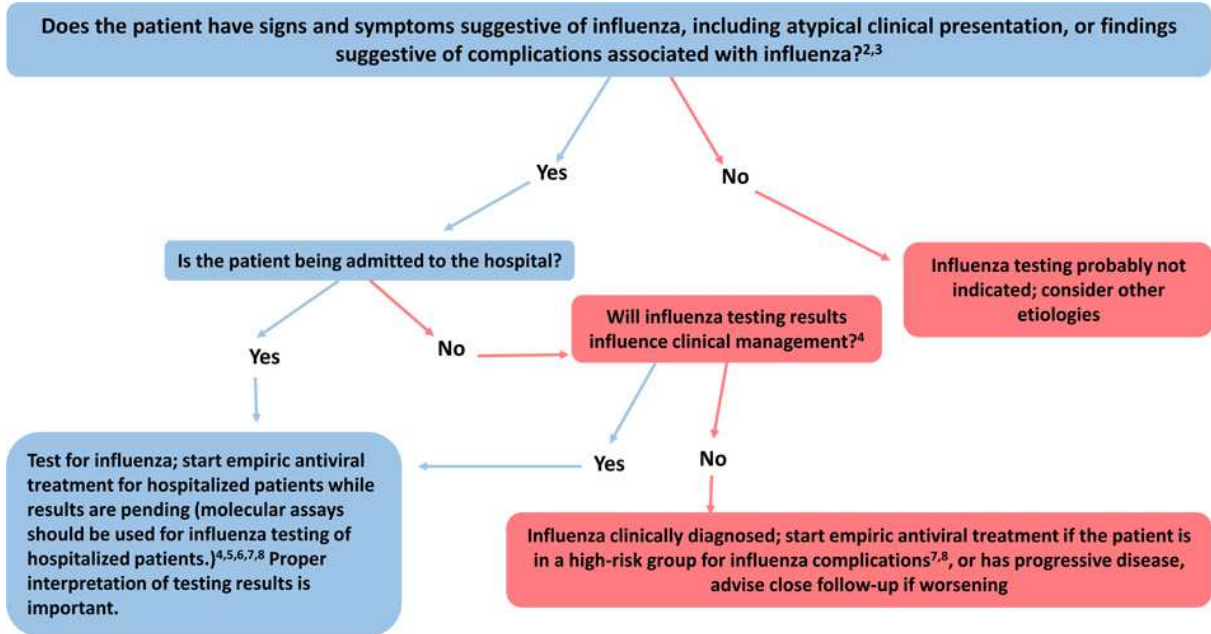 Does the patient have signs and symptoms suggestive of influenza, including atypical clinical presentation, or findings
suggestive of complications associated with influenza?2,3
Yes
No
Is the patient being admitted to the hospital?
Influenza testing probably not
indicated; consider other
etiologies
Will influenza testing results
influence clinical management?4
Yes
No
Test for influenza; start empiric antiviral
treatment for hospitalized patients while
results are pending (molecular assays
should be used for influenza testing of
hospitalized patients.)4,5,6,7,8 Proper
interpretation of testing results is
important.
Yes
No
Influenza clinically diagnosed; start empiric antiviral treatment if the patient is
in a high-risk group for influenza complications7,8, or has progressive disease,
advise close follow-up if worsening